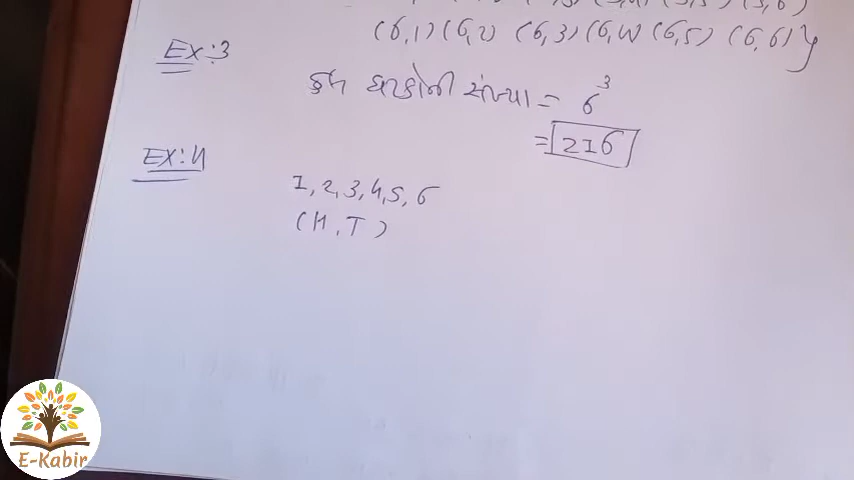 (6,1) (6,2) (6,3) (6,4) (6,5) (6,6)}
Ex:3
કુલ ઘટકોની સંખ્યા = 6³
= 216
EX:4
1, 2, 3, 4, 5, 6
(H, T)
E-Kabir